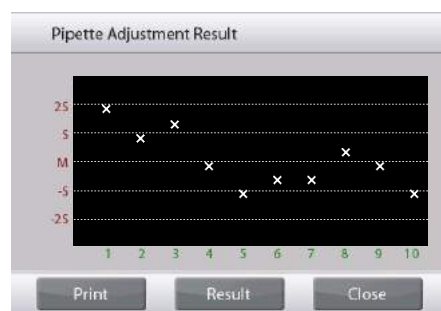 Pipette Adjustment Result
2S
S
M
-S
-2S
1 2 3 4 5 6 7 8 9 10
Print Result Close